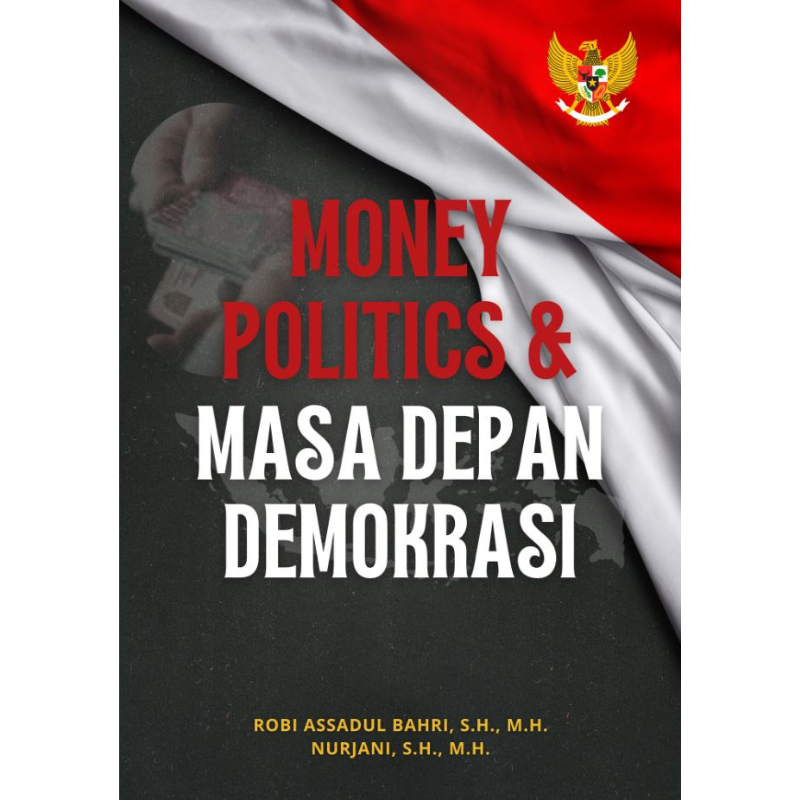 MONEY
POLITICS &
MASA DEPAN
DEMOKRASI
ROBI ASSADUL BAHRI, S.H., M.H.
NURJANI, S.H., M.H.